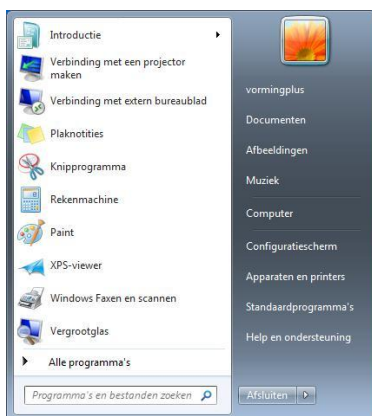 Introductie
Verbinding met een projector
maken
Verbinding met extern bureaublad
Plaknotities
Knipprogramma
Rekenmachine
Paint
XPS-viewer
Windows Faxen en scannen
Vergrootglas
Alle programma's
Programma's en bestanden zoeken
vormingplus
Documenten
Afbeeldingen
Muziek
Computer
Configuratiescherm
Apparaten en printers
Standaardprogramma's
Help en ondersteuning
Afsluiten